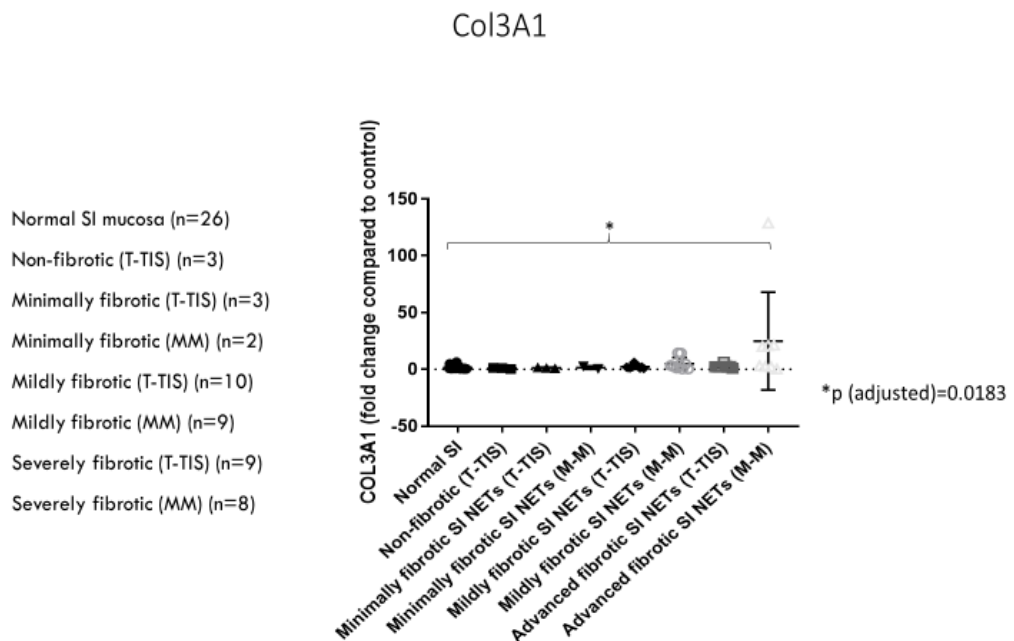 Col3A1
Normal SI mucosa (n=26)
Non-fibrotic (T-TIS) (n=3)
Minimally fibrotic (T-TIS) (n=3)
Minimally fibrotic (MM) (n=2)
Mildly fibrotic (T-TIS) (n=10)
Mildly fibrotic (MM) (n=9)
Severely fibrotic (T-TIS) (n=9)
Severely fibrotic (MM) (n=8)
COL3A1 (fold change compared to control)
150
100
50
0
-50
*
Normal SI
Non-fibrotic (T-TIS)
Minimally fibrotic SI NETs (T-TIS)
Minimally fibrotic SI NETs (M-M)
Mildly fibrotic SI NETs (T-TIS)
Mildly fibrotic SI NETs (M-M)
Advanced fibrotic SI NETs (T-TIS)
Advanced fibrotic SI NETs (M-M)
*p (adjusted)=0.0183